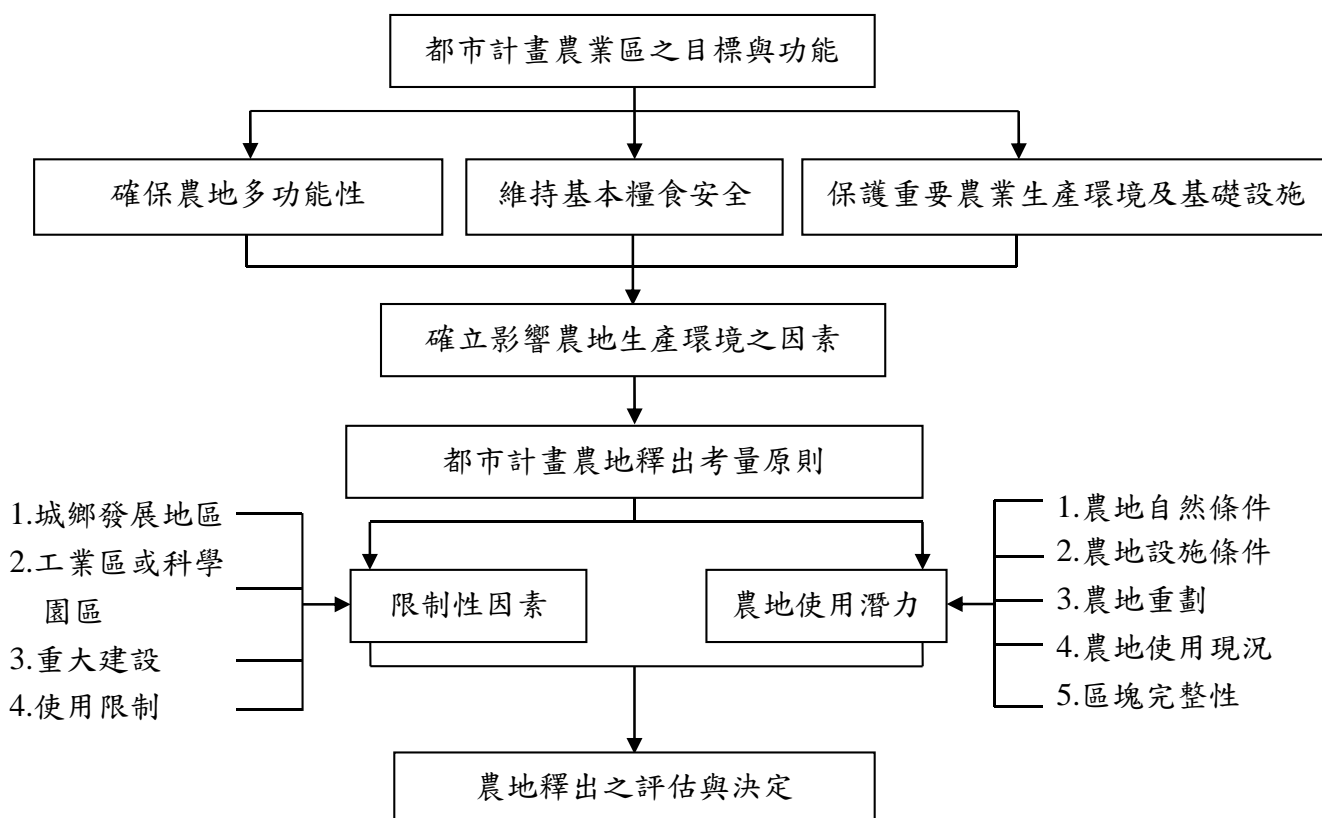 都市計畫農業區之目標與功能
確保農地多功能性
維持基本糧食安全
保護重要農業生產環境及基礎設施
確立影響農地生產環境之因素
都市計畫農地釋出考量原則
1.城鄉發展地區
2.工業區或科學
園區
3.重大建設
4.使用限制
限制性因素
農地使用潛力
1.農地自然條件
2.農地設施條件
3.農地重劃
4.農地使用現況
5.區塊完整性
農地釋出之評估與決定